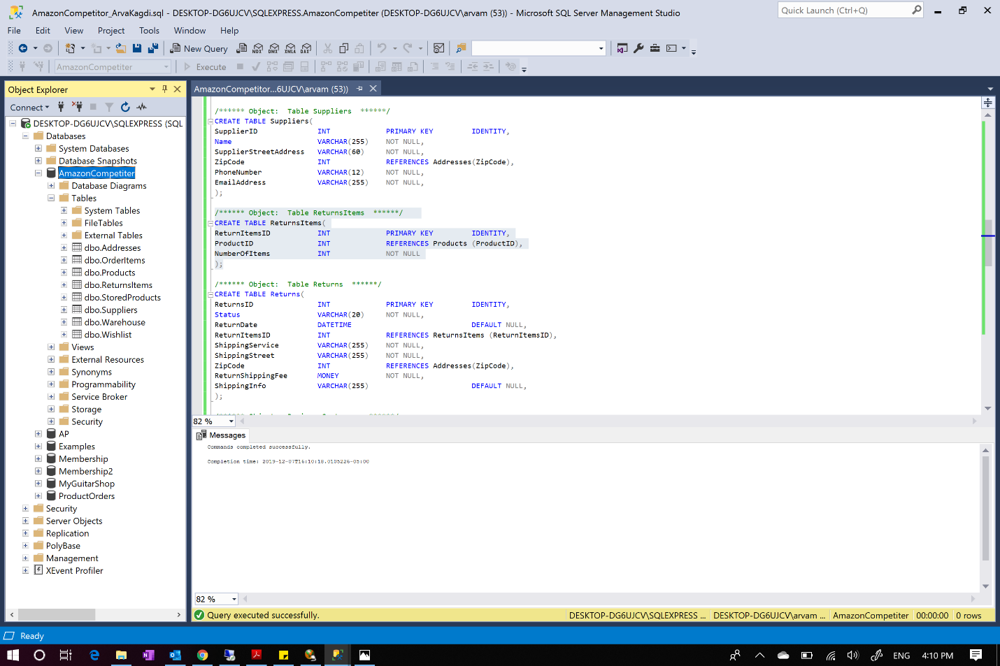 AmazonCompetitor_ArvaKagdi.sql - DESKTOP-DG6UJCV\SQLEXPRESS.AmazonCompetiter (DESKTOP-DG6UJCV\arvam (53)) - Microsoft SQL Server Management Studio
Quick Launch (Ctrl+Q)
File Edit View Project Tools Window Help
New Query MDX DMX XMLA DAX
AmazonCompetiter Execute
Object Explorer
Connect
DESKTOP-DG6UJCV\SQLEXPRESS (SQL
Databases
System Databases
Database Snapshots
AmazonCompetiter
Database Diagrams
Tables
System Tables
FileTables
External Tables
dbo.Addresses
dbo.OrderItems
dbo.Products
dbo.ReturnsItems
dbo.StoredProducts
dbo.Suppliers
dbo.Warehouse
dbo.Wishlist
Views
External Resources
Synonyms
Programmability
Service Broker
Storage
Security
AP
Examples
Membership
Membership2
MyGuitarShop
ProductOrders
Security
Server Objects
Replication
PolyBase
Management
XEvent Profiler
AmazonCompetitor...6UJCV\arvam (53))
/****** Object: Table Suppliers ******/
CREATE TABLE Suppliers(
SupplierID INT PRIMARY KEY IDENTITY,
Name VARCHAR(255) NOT NULL,
SupplierStreetAddress VARCHAR(60) NOT NULL,
ZipCode INT REFERENCES Addresses(ZipCode),
PhoneNumber VARCHAR(12) NOT NULL,
EmailAddress VARCHAR(255) NOT NULL,
);
/****** Object: Table ReturnsItems ******/
CREATE TABLE ReturnsItems(
ReturnItemsID INT PRIMARY KEY IDENTITY,
ProductID INT REFERENCES Products (ProductID),
NumberOfItems INT NOT NULL
);
/****** Object: Table Returns ******/
CREATE TABLE Returns(
ReturnsID INT PRIMARY KEY IDENTITY,
Status VARCHAR(20) NOT NULL,
ReturnDate DATETIME DEFAULT NULL,
ReturnItemsID INT REFERENCES ReturnsItems (ReturnItemsID),
ShippingService VARCHAR(255) NOT NULL,
ShippingStreet VARCHAR(255) NOT NULL,
ZipCode INT REFERENCES Addresses(ZipCode),
ReturnShippingFee MONEY NOT NULL,
ShippingInfo VARCHAR(255) DEFAULT NULL,
);
82 %
Messages
Commands completed successfully.
Completion time: 2019-12-07T16:10:18.0105226-05:00
82 %
Query executed successfully. DESKTOP-DG6UJCV\SQLEXPRESS ... DESKTOP-DG6UJCV\arvam ... AmazonCompetiter 00:00:00 0 rows
Ready
ENG 4:10 PM